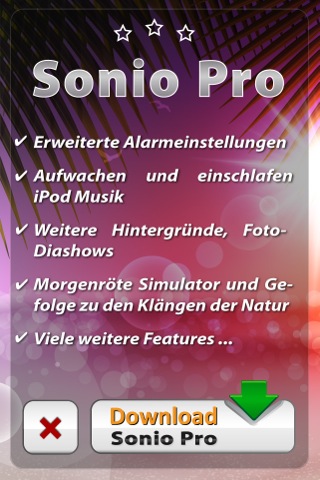 Sonio Pro
✔ Erweiterte Alarmeinstellungen
✔ Aufwachen und einschlafen
iPod Musik
✔ Weitere Hintergründe, Foto-
Diashows
✔ Morgenröte Simulator und Ge-
folge zu den Klängen der Natur
✔ Viele weitere Features ...
Download
Sonio Pro